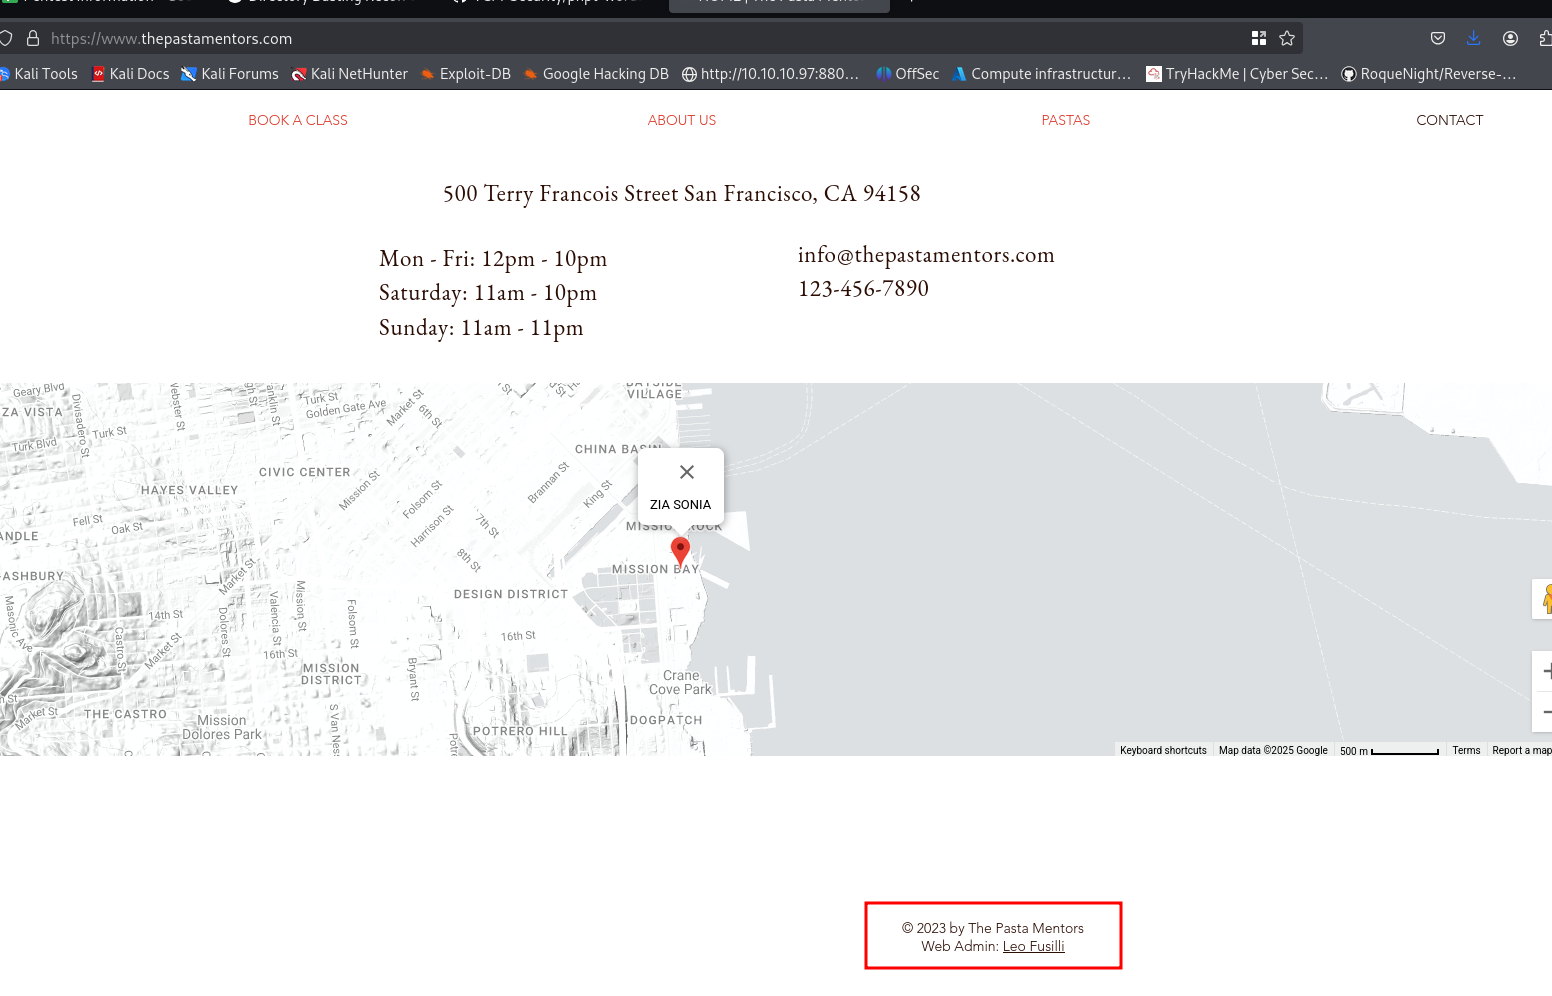 https://www.thepastamentors.com
Kali Tools Kali Docs Kali Forums Kali NetHunter Exploit-DB Google Hacking DB http://10.10.10.97:880... OffSec Compute infrastructur... TryHackMe | Cyber Sec... RoqueNight/Reverse-...
BOOK A CLASS ABOUT US PASTAS CONTACT
500 Terry Francois Street San Francisco, CA 94158
Mon - Fri: 12pm - 10pm
Saturday: 11am - 10pm
Sunday: 11am - 11pm
info@thepastamentors.com
123-456-7890
Geary Blvd
ZA VISTA
Divisadero St
Webster St
Turk St
Golden Gate Ave
Market St
6th St
VILLAGE
Turk Blvd
Turk St
CHINA BASIN
CIVIC CENTER
HAYES VALLEY
Mission St
Folsom St
Brannan St
King St
ZIA SONIA
Fell St
Oak St
Harrison St
7th St
MISSION ROCK
8th St
ASHBURY
Market St
MISSION BAY
DESIGN DISTRICT
Masonic Ave
14th St
Castro St
Market St
Dolores St
Valencia St
Mission St
Folsom St
16th St
16th St
MISSION
DISTRICT
Bryant St
Crane
Cove Park
Market St
THE CASTRO
Mission
Dolores Park
S Van Ness
POTRERO HILL
DOGPATCH
Keyboard shortcuts Map data ©2025 Google 500 m Terms Report a map
© 2023 by The Pasta Mentors
Web Admin: Leo Fusilli